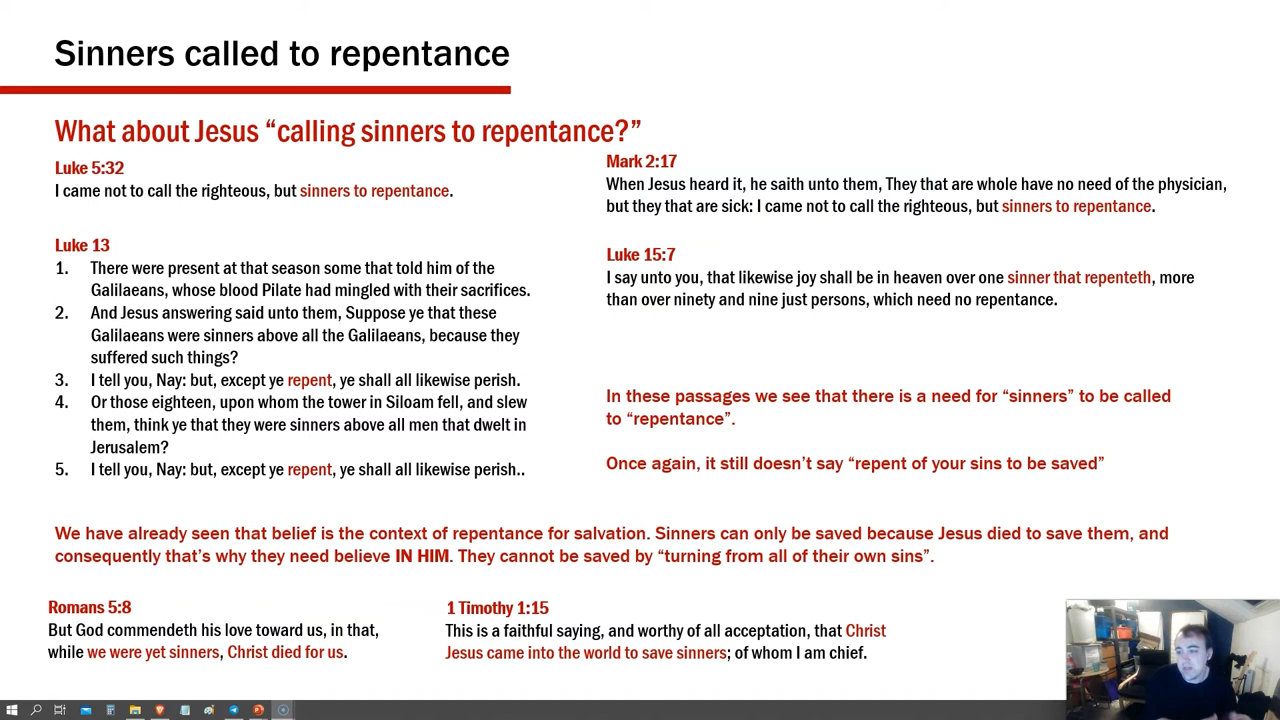 Sinners called to repentance
What about Jesus “calling sinners to repentance?”
Luke 5:32
I came not to call the righteous, but sinners to repentance.
Luke 13
1. There were present at that season some that told him of the
Galilaeans, whose blood Pilate had mingled with their sacrifices.
2. And Jesus answering said unto them, Suppose ye that these
Galilaeans were sinners above all the Galilaeans, because they
suffered such things?
3. I tell you, Nay: but, except ye repent, ye shall all likewise perish.
4. Or those eighteen, upon whom the tower in Siloam fell, and slew
them, think ye that they were sinners above all men that dwelt in
Jerusalem?
5. I tell you, Nay: but, except ye repent, ye shall all likewise perish..
Mark 2:17
When Jesus heard it, he saith unto them, They that are whole have no need of the physician,
but they that are sick: I came not to call the righteous, but sinners to repentance.
Luke 15:7
I say unto you, that likewise joy shall be in heaven over one sinner that repenteth, more
than over ninety and nine just persons, which need no repentance.
In these passages we see that there is a need for “sinners” to be called
to “repentance”.
Once again, it still doesn’t say “repent of your sins to be saved”
We have already seen that belief is the context of repentance for salvation. Sinners can only be saved because Jesus died to save them, and
consequently that’s why they need believe IN HIM. They cannot be saved by “turning from all of their own sins”.
Romans 5:8
But God commendeth his love toward us, in that,
while we were yet sinners, Christ died for us.
1 Timothy 1:15
This is a faithful saying, and worthy of all acceptation, that Christ
Jesus came into the world to save sinners; of whom I am chief.